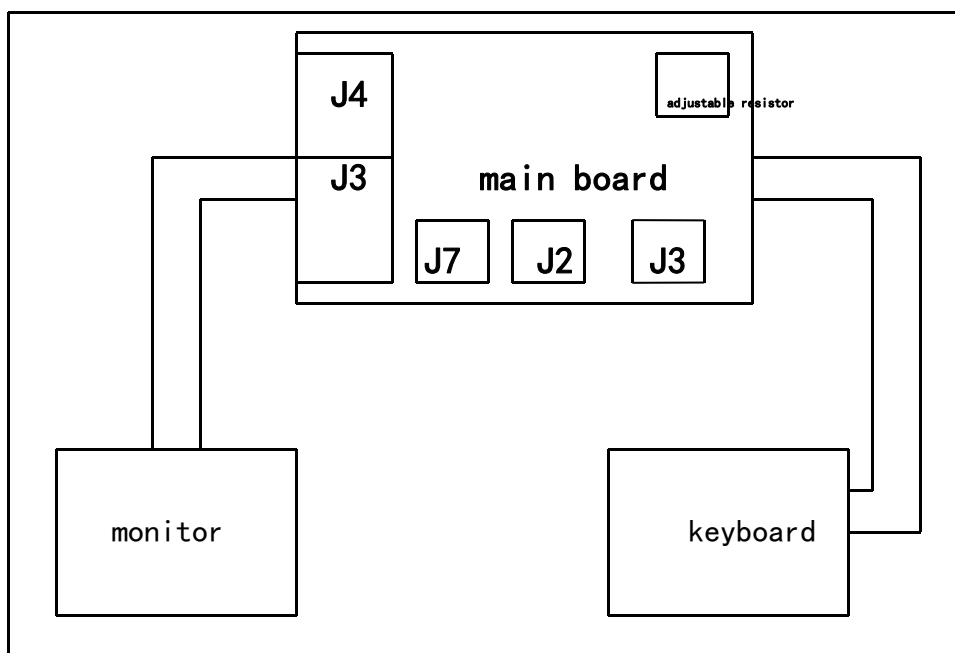 J4
adjustable resistor
J3
main board
J7
J2
J3
monitor
keyboard